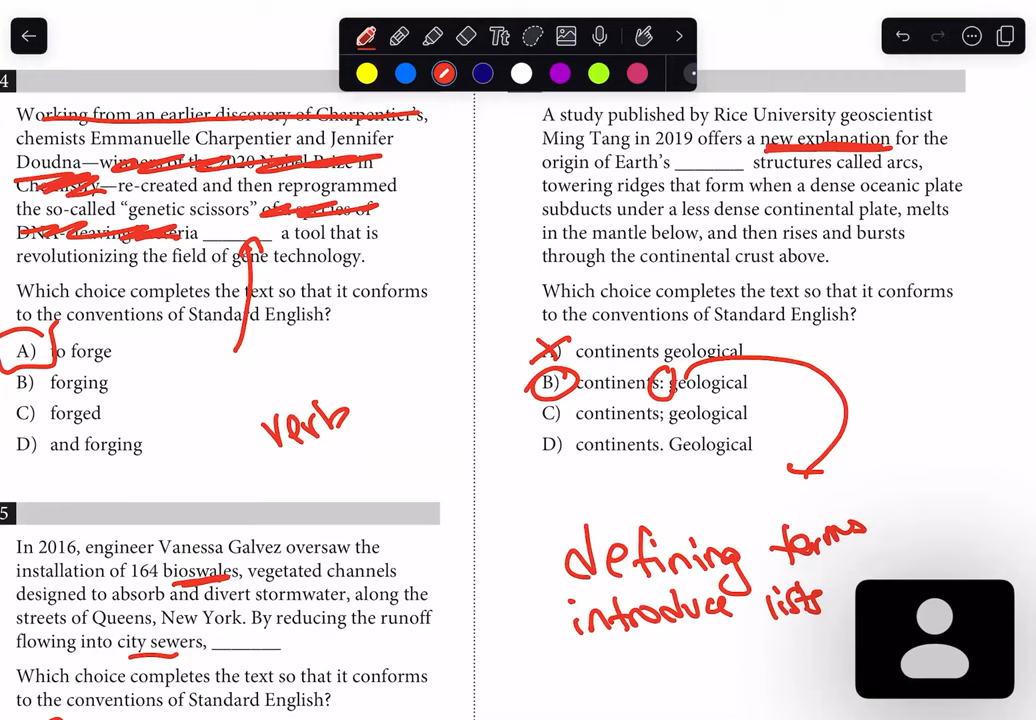 Tt
4
Working from an earlier discovery of Charpentier's,
chemists Emmanuelle Charpentier and Jennifer
Doudna—winners of the 2020 Nobel Prize in
Chemistry—re-created and then reprogrammed
the so-called “genetic scissors” of a species of
DNA-cleaving bacteria ______ a tool that is
revolutionizing the field of gene technology.
Which choice completes the text so that it conforms
to the conventions of Standard English?
A) to forge
B) forging
C) forged
D) and forging
verb
5
In 2016, engineer Vanessa Galvez oversaw the
installation of 164 bioswales, vegetated channels
designed to absorb and divert stormwater, along the
streets of Queens, New York. By reducing the runoff
flowing into city sewers, ______
Which choice completes the text so that it conforms
to the conventions of Standard English?
A study published by Rice University geoscientist
Ming Tang in 2019 offers a new explanation for the
origin of Earth's ______ structures called arcs,
towering ridges that form when a dense oceanic plate
subducts under a less dense continental plate, melts
in the mantle below, and then rises and bursts
through the continental crust above.
Which choice completes the text so that it conforms
to the conventions of Standard English?
A) continents geological
B) continents: geological
C) continents; geological
D) continents. Geological
defining terms
introduce lists